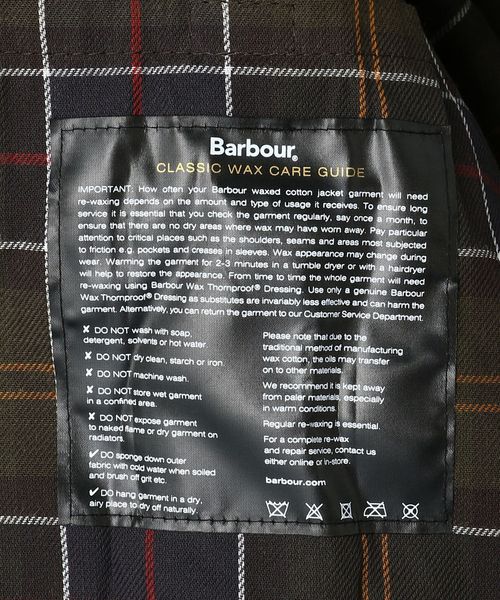 Barbour®
CLASSIC WAX CARE GUIDE
IMPORTANT: How often your Barbour waxed cotton jacket garment will need
re-waxing depends on the amount and type of usage it receives. To ensure long
service it is essential that you check the garment regularly, say once a month, to
ensure that there are no dry areas where wax may have worn away. Pay particular
attention to critical places such as the shoulders, seams and areas most subjected
to friction e.g. pockets and creases in sleeves. Wax appearance may change during
wear. Warming the garment for 2-3 minutes in a tumble dryer or with a hairdryer
will help to restore the appearance. From time to time the whole garment will need
re-waxing using Barbour Wax Thornproof® Dressing. Use only a genuine Barbour
Wax Thornproof® Dressing as substitutes are invariably less effective and can harm the
garment. Alternatively, you can return the garment to our Customer Service Department.
✘ DO NOT wash with soap,
detergent, solvents or hot water.
✘ DO NOT dry clean, starch or iron.
✘ DO NOT machine wash.
✘ DO NOT store wet garment
in a confined area.
✘ DO NOT expose garment
to naked flame or dry garment on
radiators.
✔ DO sponge down outer
fabric with cold water when soiled
and brush off grit etc.
✔ DO hang garment in a dry,
airy place to dry off naturally.
Please note that due to the
traditional method of manufacturing
wax cotton, the oils may transfer
on to other materials.
We recommend it is kept away
from paler materials, especially
in warm conditions.
Regular re-waxing is essential.
For a complete re-wax
and repair service, contact us
either online or in-store.
barbour.com